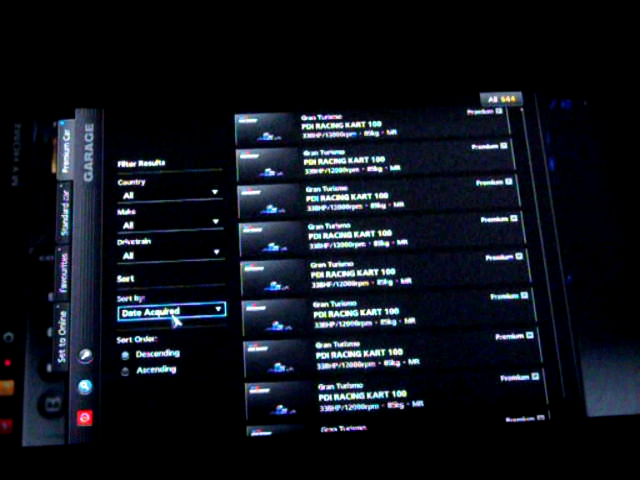 All 644
MY HOME
GARAGE
Premium Car
Standard car
Favourites
Set to Online
Filter Results
Country
All
Make
All
Drivetrain
All
Sort
Sort by:
Date Acquired
Sort Order:
Descending
Ascending
Gran Turismo
Premium
PDI RACING KART 100
Gran Turismo
Premium
PDI RACING KART 100
Gran Turismo
Premium
PDI RACING KART 100
Gran Turismo
Premium
PDI RACING KART 100
Gran Turismo
Premium
PDI RACING KART 100
Gran Turismo
Premium
PDI RACING KART 100
Gran Turismo
Premium
PDI RACING KART 100
Gran Turismo
Premium
PDI RACING KART 100
Gran Turismo
Premium